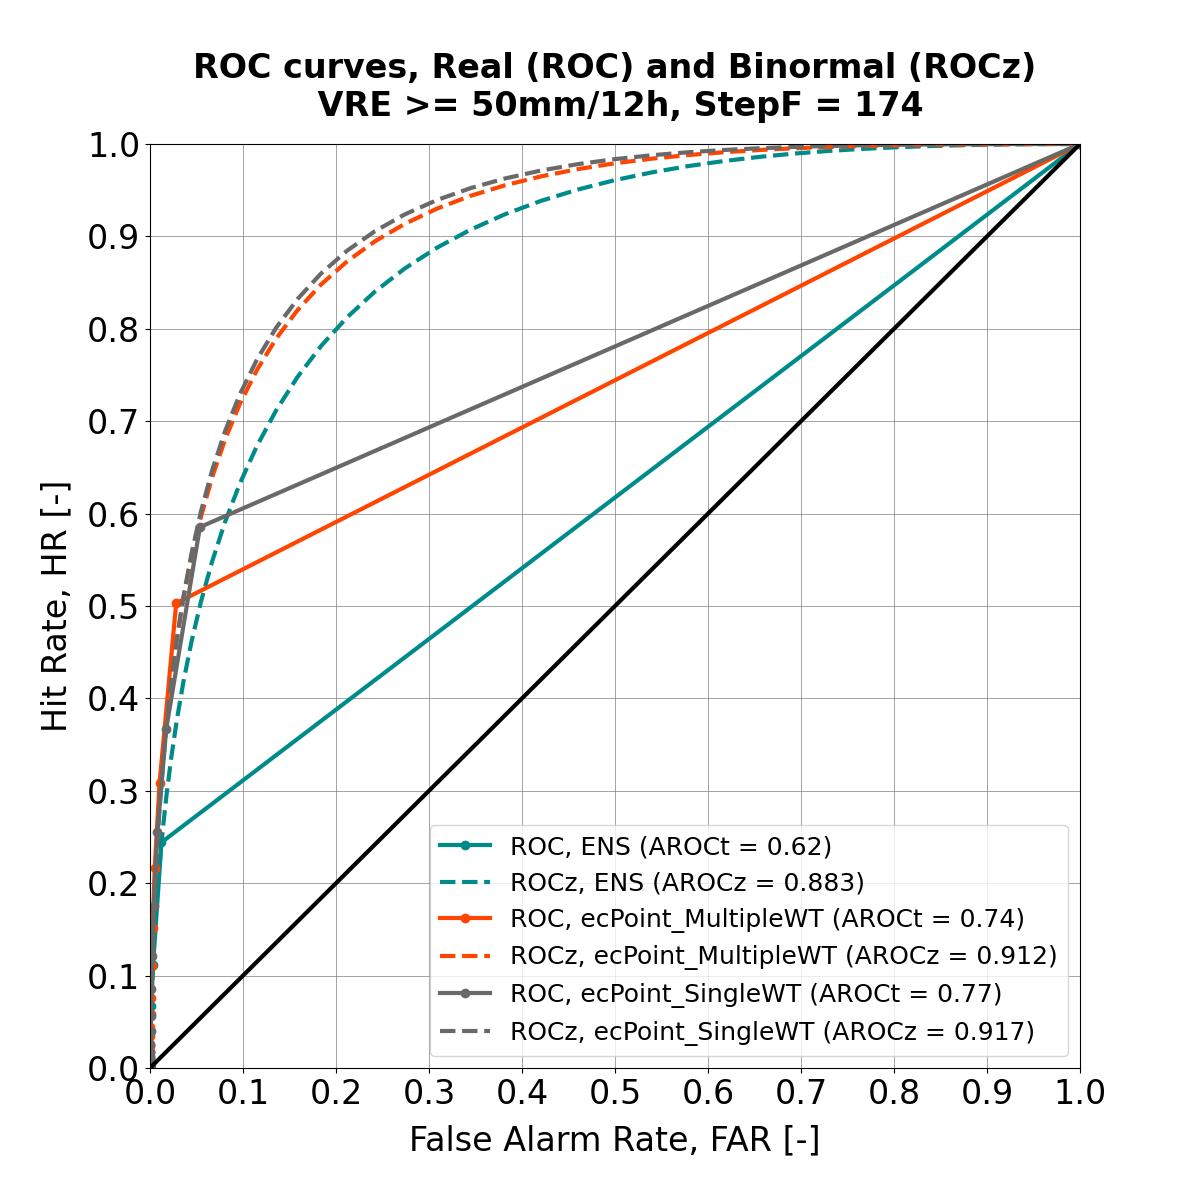 ROC curves, Real (ROC) and Binormal (ROCz)
VRE >= 50mm/12h, StepF = 174
1.0
0.9
0.8
0.7
0.6
0.5
0.4
0.3
0.2
0.1
0.0
Hit Rate, HR [-]
ROC, ENS (AROCt = 0.62)
ROCz, ENS (AROCz = 0.883)
ROC, ecPoint_MultipleWT (AROCt = 0.74)
ROCz, ecPoint_MultipleWT (AROCz = 0.912)
ROC, ecPoint_SingleWT (AROCt = 0.77)
ROCz, ecPoint_SingleWT (AROCz = 0.917)
0.0 0.1 0.2 0.3 0.4 0.5 0.6 0.7 0.8 0.9 1.0
False Alarm Rate, FAR [-]